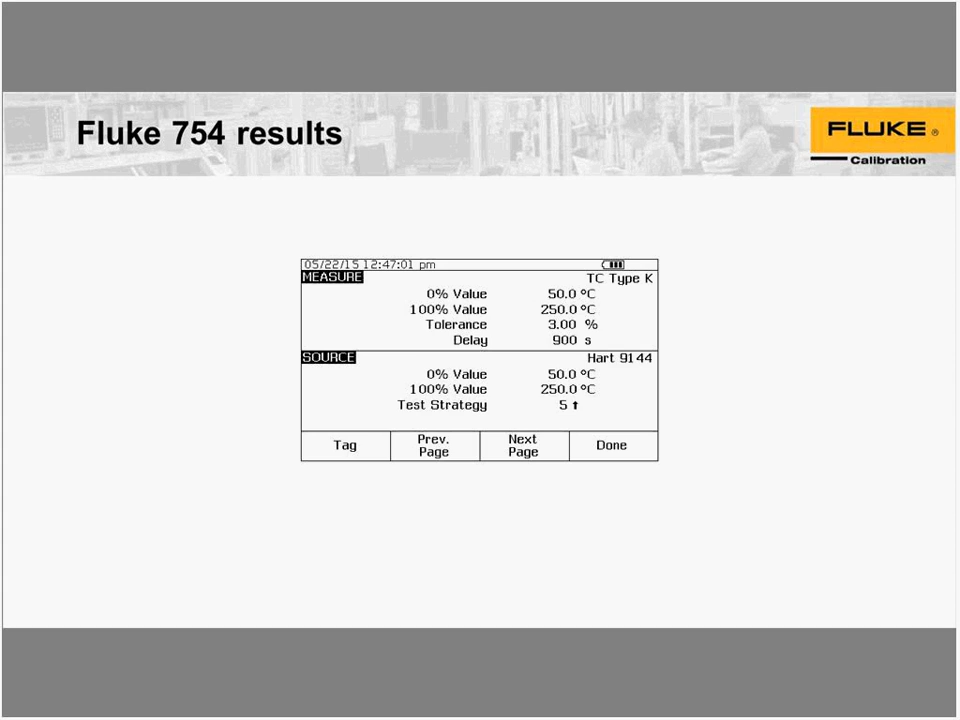 Fluke 754 results
FLUKE ®
Calibration
05/22/15 12:47:01 pm
MEASURE
TC Type K
0% Value 50.0 °C
100% Value 250.0 °C
Tolerance 3.00 %
Delay 900 s
SOURCE
Hart 9144
0% Value 50.0 °C
100% Value 250.0 °C
Test Strategy 5 ↑
Tag
Prev.
Page
Next
Page
Done